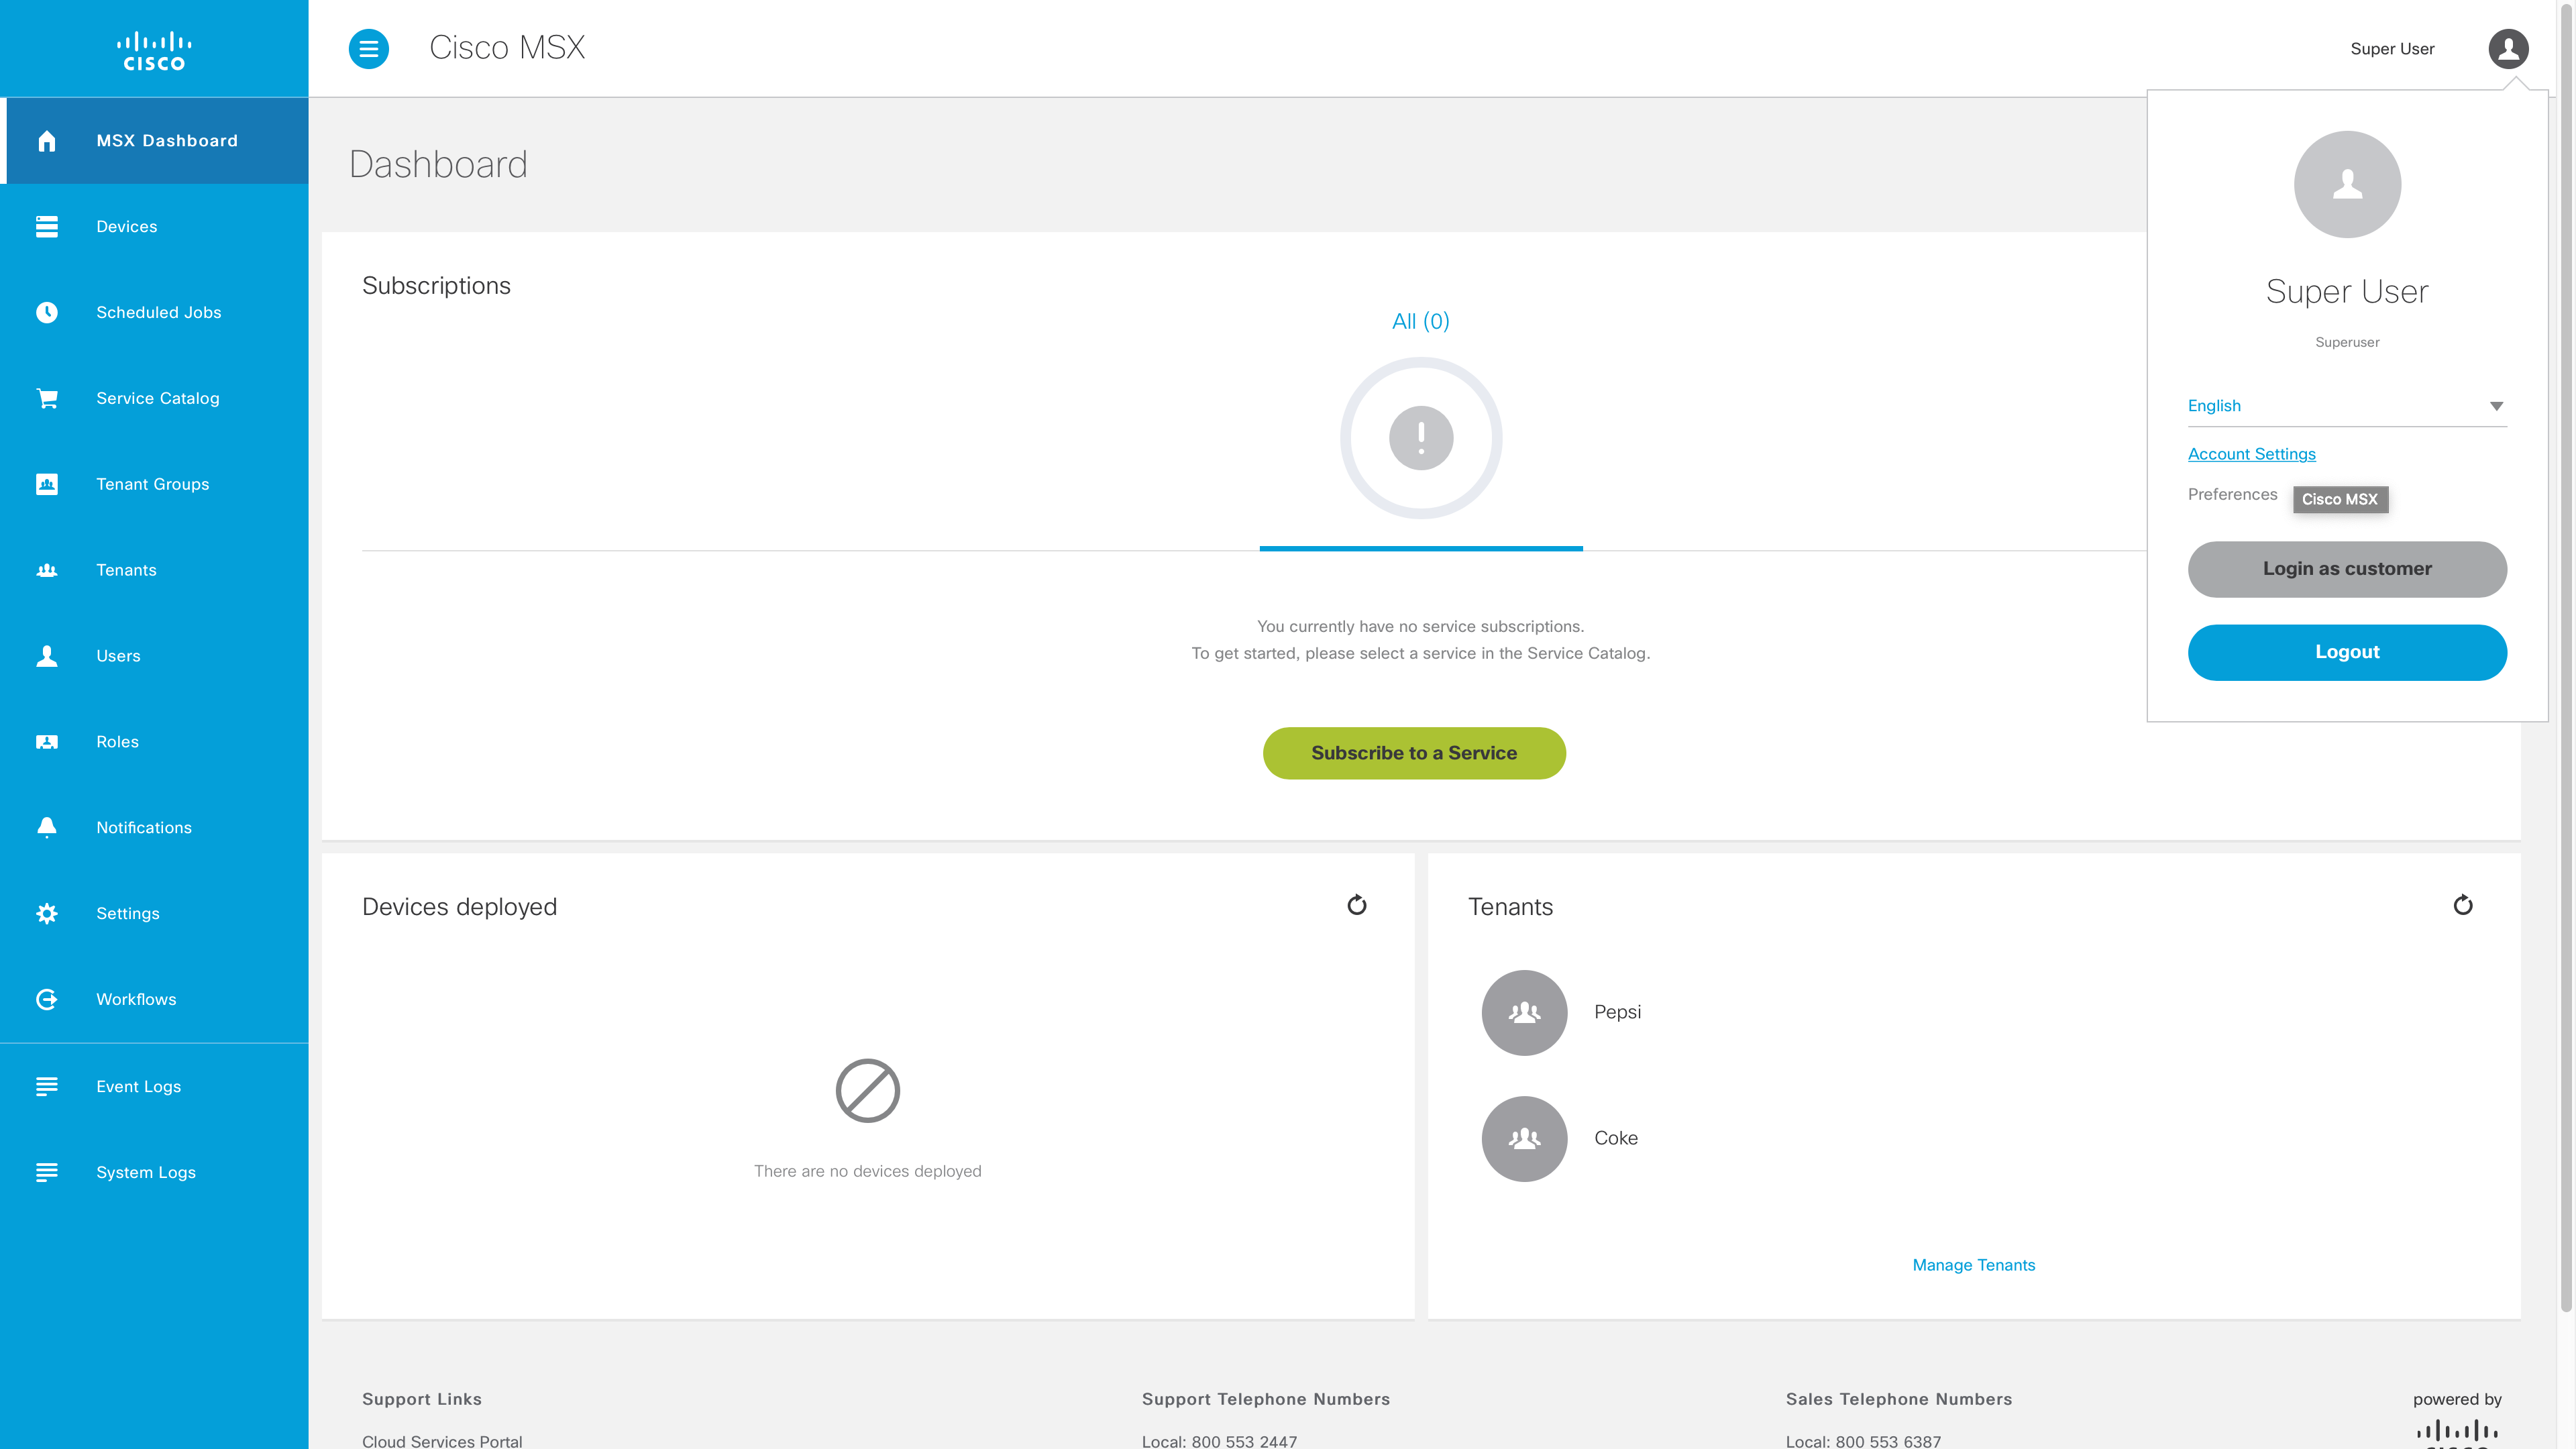 CISCO
Cisco MSX
Super User
MSX Dashboard
Devices
Scheduled Jobs
Service Catalog
Tenant Groups
Tenants
Users
Roles
Notifications
Settings
Workflows
Event Logs
System Logs
Dashboard
Subscriptions
All (0)
You currently have no service subscriptions.
To get started, please select a service in the Service Catalog.
Subscribe to a Service
Super User
Superuser
English
Account Settings
Preferences
Cisco MSX
Login as customer
Logout
Devices deployed
There are no devices deployed
Tenants
Pepsi
Coke
Manage Tenants
Support Links
Cloud Services Portal
Support Telephone Numbers
Local: 800 553 2447
Sales Telephone Numbers
Local: 800 553 6387
powered by